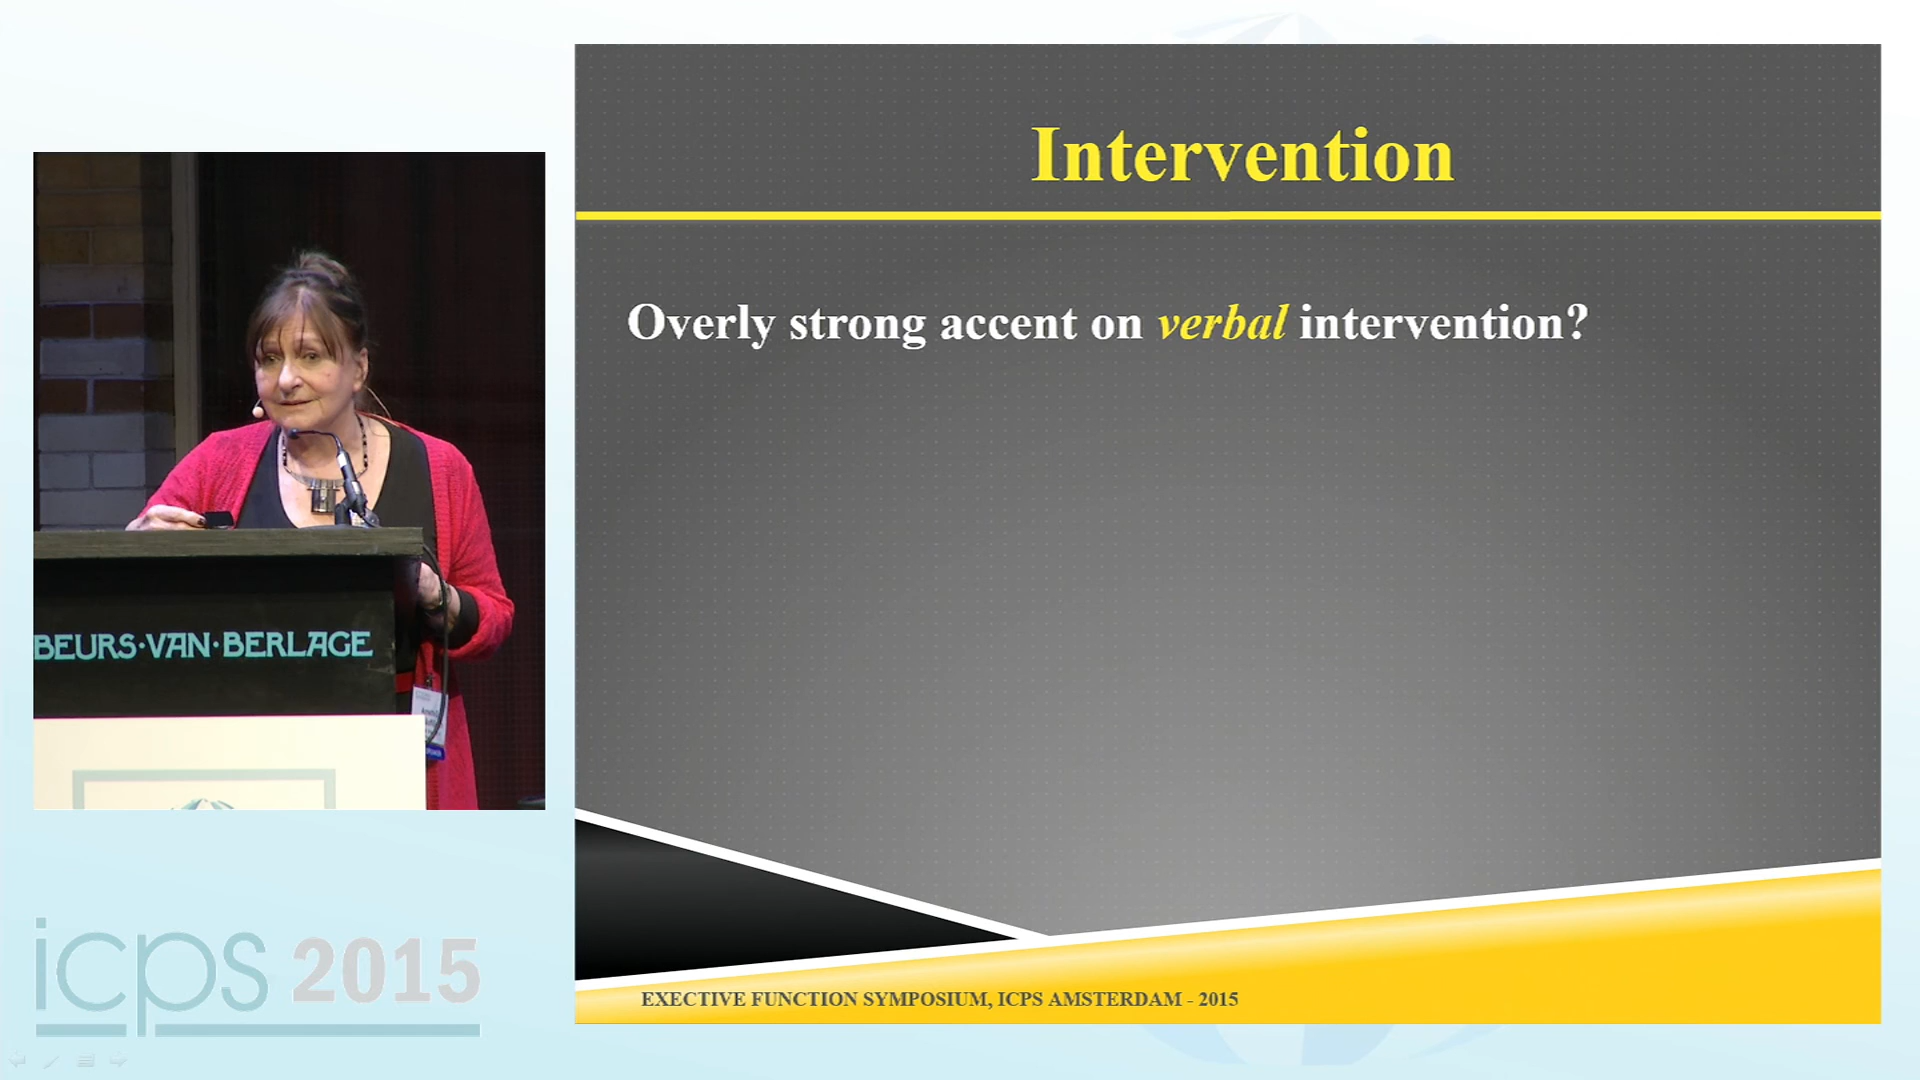 Intervention
Overly strong accent on verbal intervention?
BEURS·VAN·BERLAGE
icps 2015
EXECTIVE FUNCTION SYMPOSIUM, ICPS AMSTERDAM - 2015